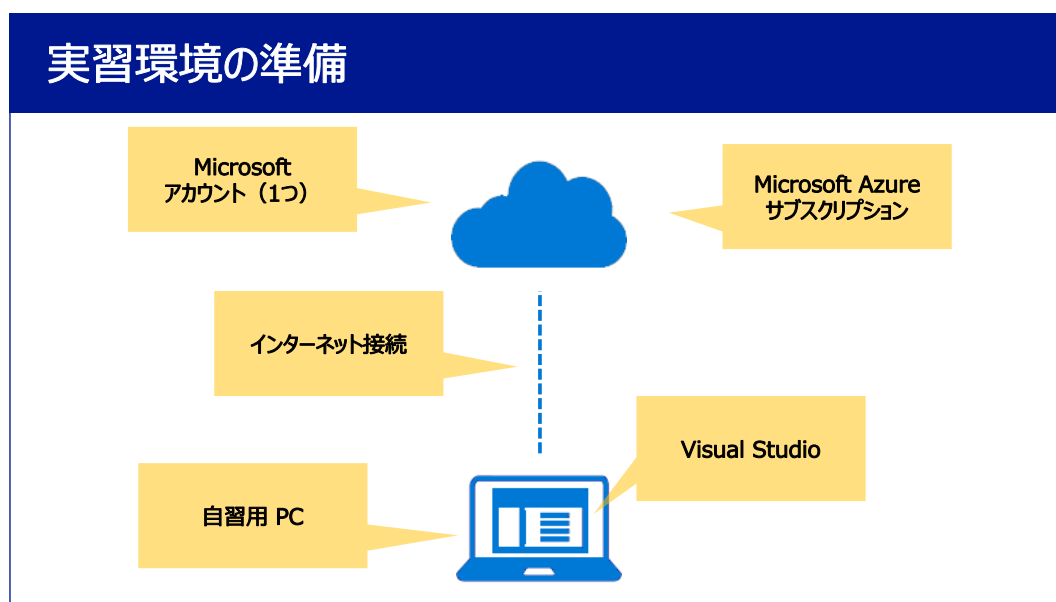 実習環境の準備
Microsoft
アカウント（1つ）
Microsoft Azure
サブスクリプション
インターネット接続
Visual Studio
自習用 PC